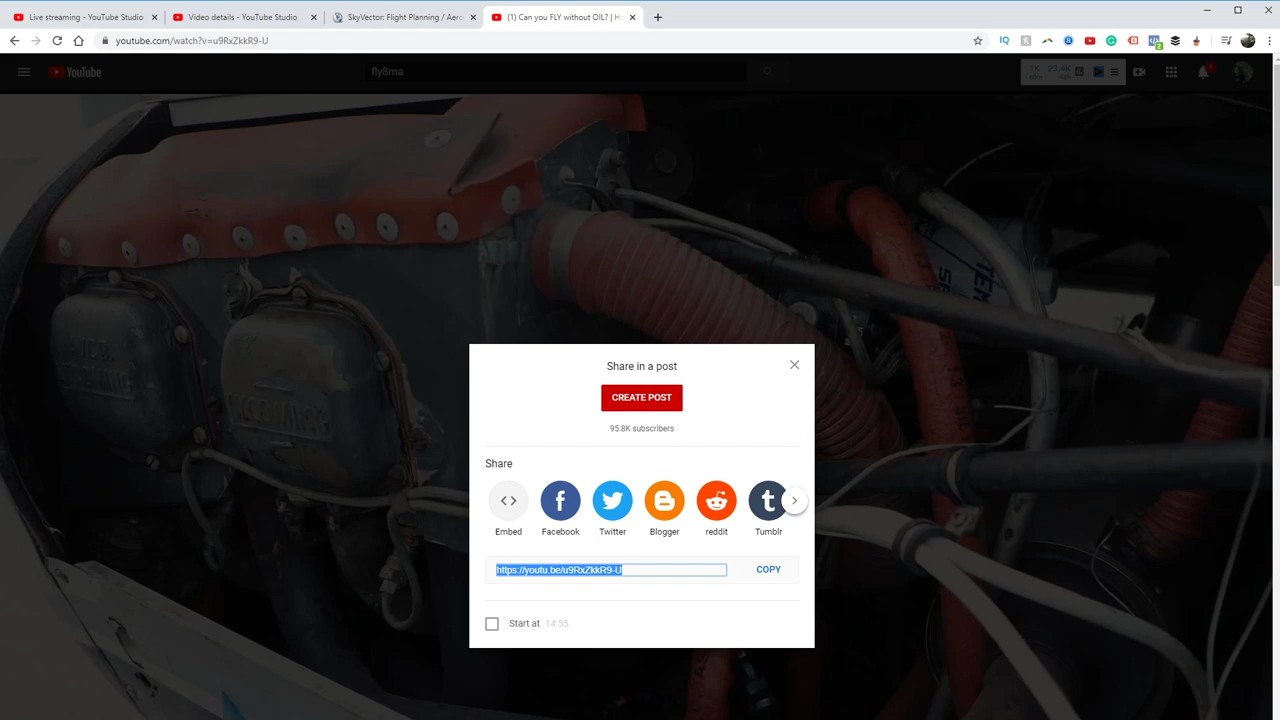 Live streaming - YouTube Studio
Video details - YouTube Studio
SkyVector: Flight Planning / Aero
(1) Can you FLY without OIL? | H
youtube.com/watch?v=u9RxZkkR9-U
YouTube
fly8ma
Share in a post
CREATE POST
95.8K subscribers
Share
Embed
Facebook
Twitter
Blogger
reddit
Tumblr
https://youtu.be/u9RxZkkR9-U
COPY
Start at 14:55